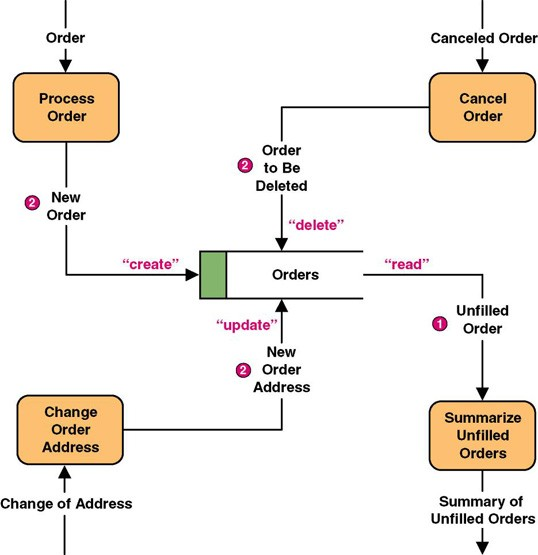 Order
Canceled Order
Process
Order
Cancel
Order
2
Order
to Be
Deleted
2
New
Order
“delete”
“create”
Orders
“read”
“update”
1
Unfilled
Order
2
New
Order
Address
Change
Order
Address
Summarize
Unfilled
Orders
Change of Address
Summary of
Unfilled Orders